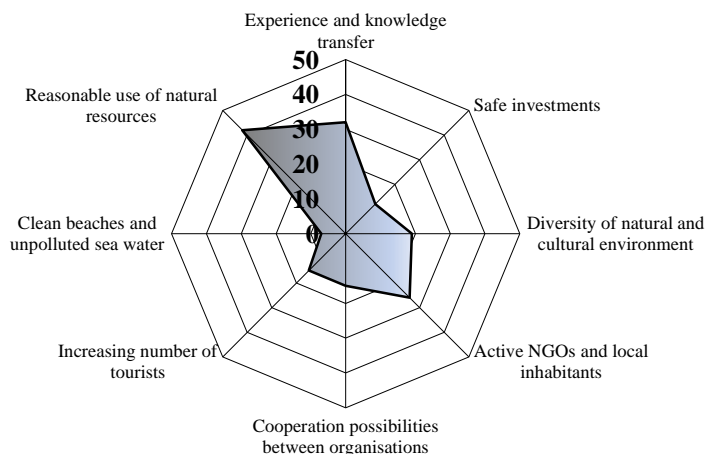 Experience and knowledge
transfer
50
40
30
20
10
0
Safe investments
Diversity of natural and
cultural environment
Active NGOs and local
inhabitants
Cooperation possibilities
between organisations
Increasing number of
tourists
Clean beaches and
unpolluted sea water
Reasonable use of natural
resources